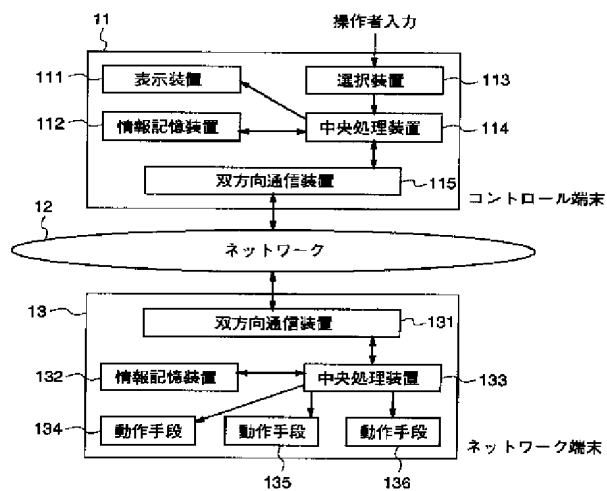 操作者入力
11
111
表示装置
選択装置
113
112
情報記憶装置
中央処理装置
114
双方向通信装置
115
コントロール端末
12
ネットワーク
13
双方向通信装置
131
132
情報記憶装置
中央処理装置
133
134
動作手段
動作手段
動作手段
135
136
ネットワーク端末